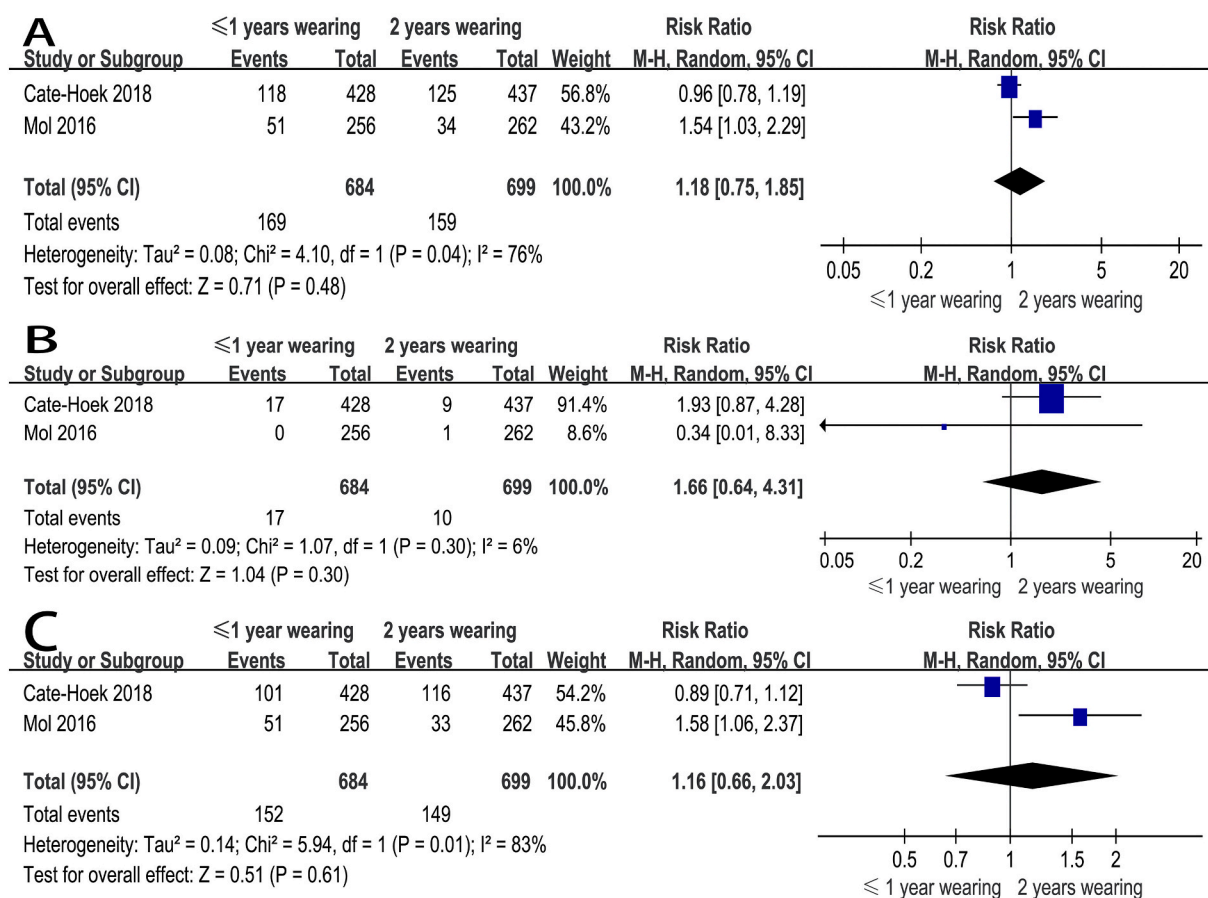 A
≤1 years wearing 2 years wearing Risk Ratio Risk Ratio
Study or Subgroup Events Total Events Total Weight M-H, Random, 95% CI M-H, Random, 95% CI
Cate-Hoek 2018 118 428 125 437 56.8% 0.96 [0.78, 1.19]
Mol 2016 51 256 34 262 43.2% 1.54 [1.03, 2.29]
Total (95% CI) 684 699 100.0% 1.18 [0.75, 1.85]
Total events 169 159
Heterogeneity: Tau² = 0.08; Chi² = 4.10, df = 1 (P = 0.04); I² = 76%
Test for overall effect: Z = 0.71 (P = 0.48)
0.05 0.2 1 5 20
≤1 year wearing 2 years wearing
B
≤1 year wearing 2 years wearing Risk Ratio Risk Ratio
Study or Subgroup Events Total Events Total Weight M-H, Random, 95% CI M-H, Random, 95% CI
Cate-Hoek 2018 17 428 9 437 91.4% 1.93 [0.87, 4.28]
Mol 2016 0 256 1 262 8.6% 0.34 [0.01, 8.33]
Total (95% CI) 684 699 100.0% 1.66 [0.64, 4.31]
Total events 17 10
Heterogeneity: Tau² = 0.09; Chi² = 1.07, df = 1 (P = 0.30); I² = 6%
Test for overall effect: Z = 1.04 (P = 0.30)
0.05 0.2 1 5 20
≤1 year wearing 2 years wearing
C
≤1 year wearing 2 years wearing Risk Ratio Risk Ratio
Study or Subgroup Events Total Events Total Weight M-H, Random, 95% CI M-H, Random, 95% CI
Cate-Hoek 2018 101 428 116 437 54.2% 0.89 [0.71, 1.12]
Mol 2016 51 256 33 262 45.8% 1.58 [1.06, 2.37]
Total (95% CI) 684 699 100.0% 1.16 [0.66, 2.03]
Total events 152 149
Heterogeneity: Tau² = 0.14; Chi² = 5.94, df = 1 (P = 0.01); I² = 83%
Test for overall effect: Z = 0.51 (P = 0.61)
0.5 0.7 1 1.5 2
≤ 1 year wearing 2 years wearing